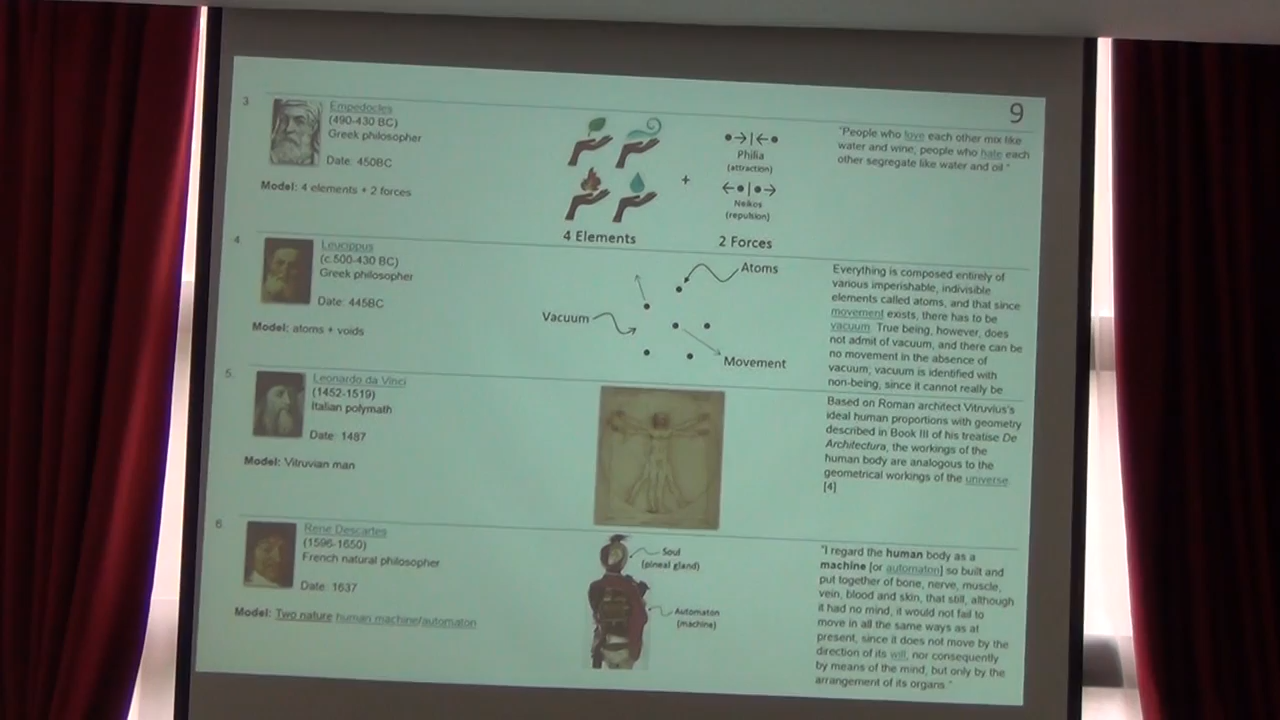 9
3
Empedocles
(490-430 BC)
Greek philosopher
Date: 450BC
Model: 4 elements + 2 forces
4 Elements
+
Philia
(attraction)
Neikos
(repulsion)
2 Forces
"People who love each other mix like
water and wine; people who hate each
other segregate like water and oil."
4.
Leucippus
(c.500-430 BC)
Greek philosopher
Date: 445BC
Model: atoms + voids
Vacuum
Atoms
Movement
Everything is composed entirely of
various imperishable, indivisible
elements called atoms, and that since
movement exists, there has to be
vacuum. True being, however, does
not admit of vacuum, and there can be
no movement in the absence of
vacuum; vacuum is identified with
non-being, since it cannot really be
5.
Leonardo da Vinci
(1452-1519)
Italian polymath
Date: 1487
Model: Vitruvian man
Based on Roman architect Vitruvius's
ideal human proportions with geometry
described in Book III of his treatise De
Architectura, the workings of the
human body are analogous to the
geometrical workings of the universe.
[4]
6.
Rene Descartes
(1596-1650)
French natural philosopher
Date: 1637
Model: Two nature human machine/automaton
Soul
(pineal gland)
Automaton
(machine)
"I regard the human body as a
machine [or automaton] so built and
put together of bone, nerve, muscle,
vein, blood and skin, that still, although
it had no mind, it would not fail to
move in all the same ways as at
present, since it does not move by the
direction of its will, nor consequently
by means of the mind, but only by the
arrangement of its organs."